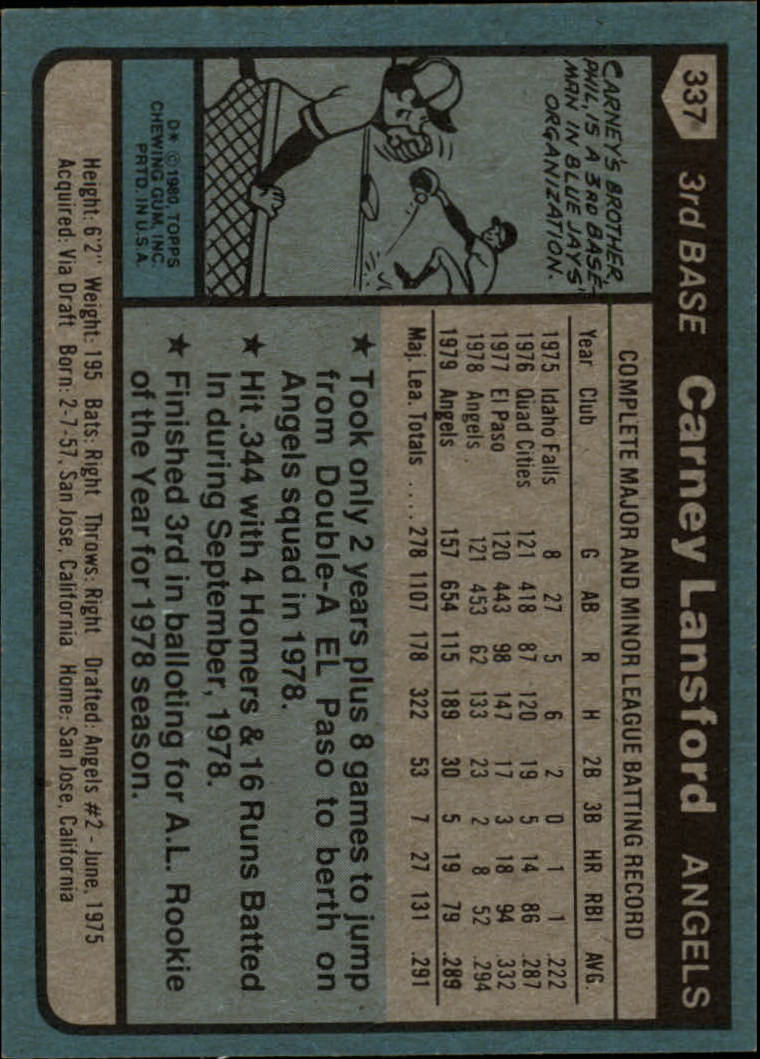 337 3rd BASE Carney Lansford ANGELS
CARNEY'S BROTHER,
PHIL, IS A 3RD BASE-
MAN IN BLUE JAYS'
ORGANIZATION.
D* ©1980 TOPPS
CHEWING GUM, INC.
PRTD. IN U.S.A.
COMPLETE MAJOR AND MINOR LEAGUE BATTING RECORD
Year Club G AB R H 2B 3B HR RBI AVG.
1975 Idaho Falls 8 27 5 6 2 0 1 1 .222
1976 Quad Cities 121 418 87 120 19 5 14 86 .287
1977 El Paso 120 443 98 147 17 3 18 94 .332
1978 Angels 121 453 62 133 23 2 8 52 .294
1979 Angels 157 654 115 189 30 5 19 79 .289
Maj. Lea. Totals .... 278 1107 178 322 53 7 27 131 .291
★ Took only 2 years plus 8 games to jump
from Double-A EL Paso to berth on
Angels squad in 1978.
★ Hit .344 with 4 Homers & 16 Runs Batted
In during September, 1978.
★ Finished 3rd in balloting for A.L. Rookie
of the Year for 1978 season.
Height: 6'2" Weight: 195 Bats: Right Throws: Right Drafted: Angels #2 - June, 1975
Acquired: Via Draft Born: 2-7-57, San Jose, California Home: San Jose, California